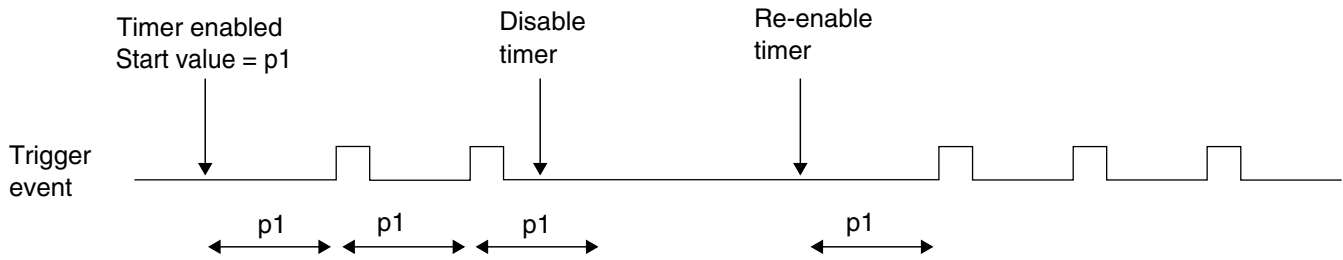 Timer enabled
Start value = p1
Disable
timer
Re-enable
timer
Trigger
event
p1
p1
p1
p1